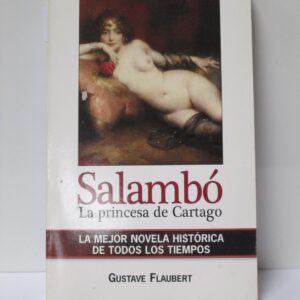 Salambó
La princesa de Cartago
LA MEJOR NOVELA HISTÓRICA
DE TODOS LOS TIEMPOS
GUSTAVE FLAUBERT